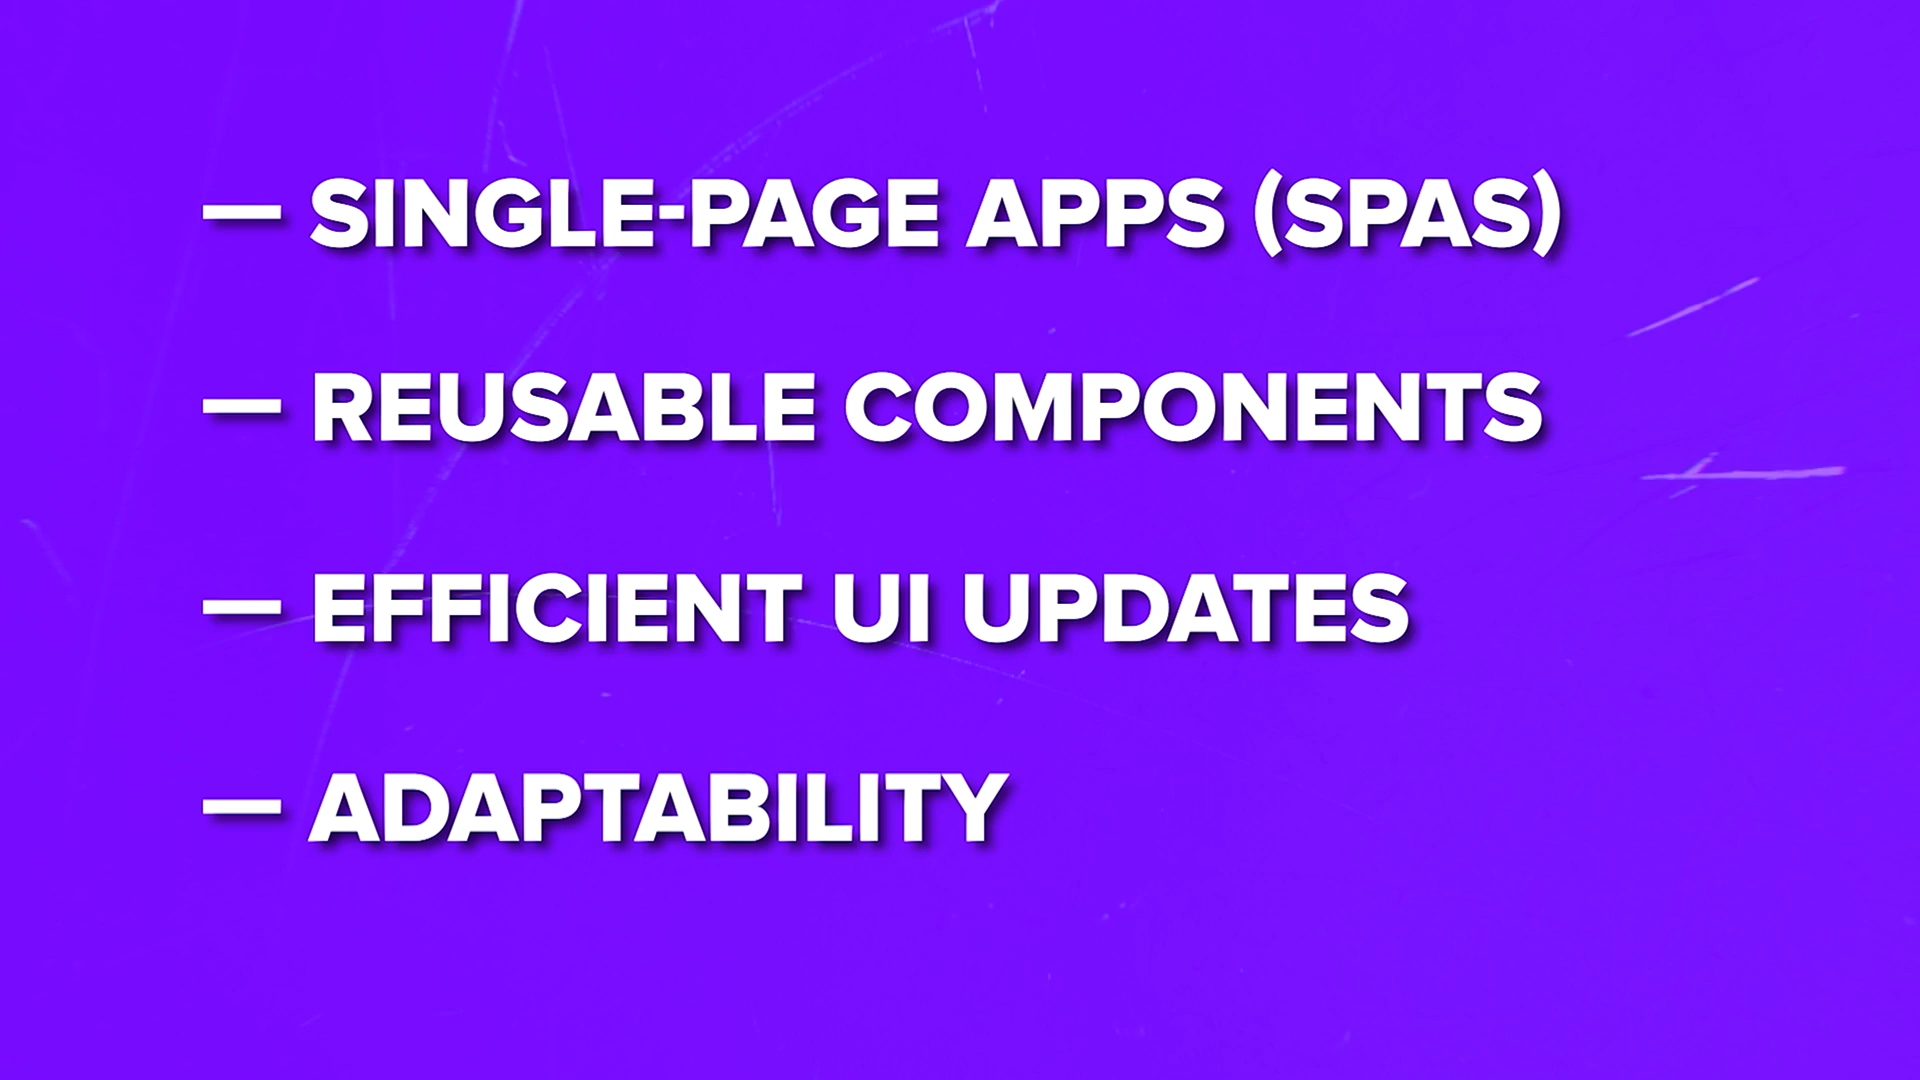 — SINGLE-PAGE APPS (SPAS)
— REUSABLE COMPONENTS
— EFFICIENT UI UPDATES
— ADAPTABILITY